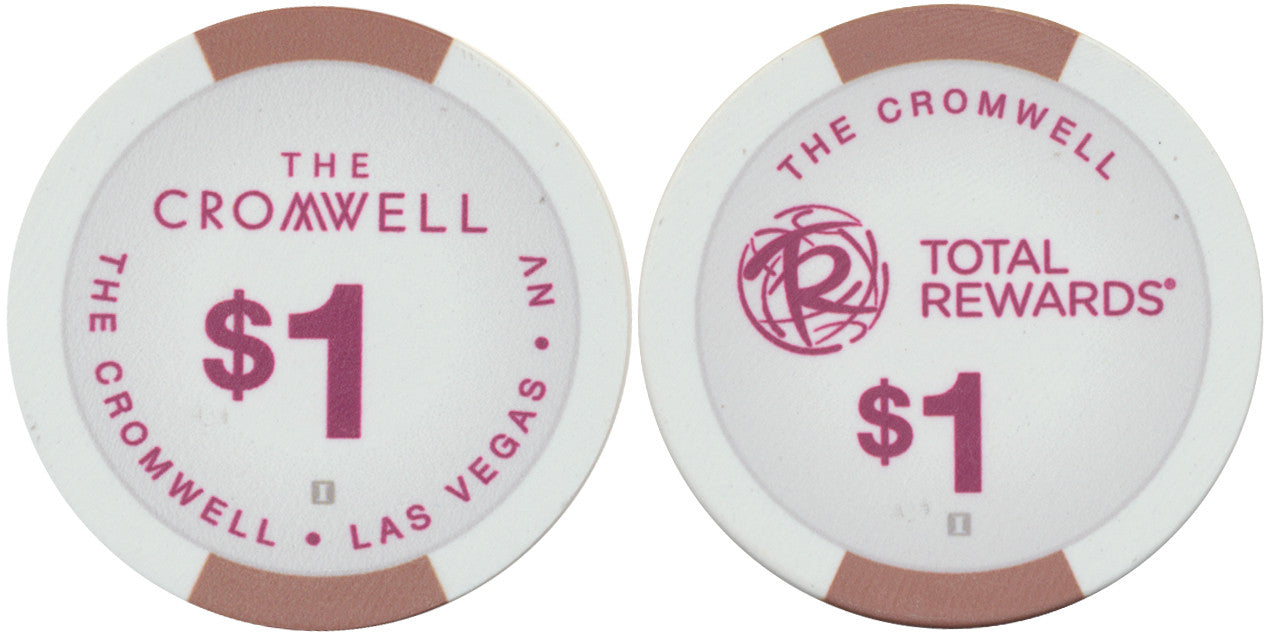 THE
CROMWELL
$1
THE CROMWELL • LAS VEGAS • NV
I
THE CROMWELL
R
TOTAL
REWARDS®
$1
I